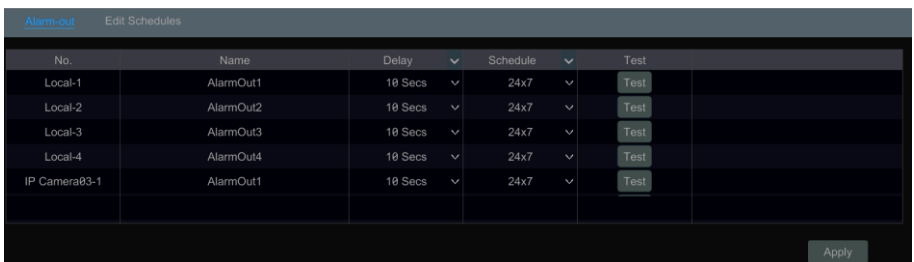 Alarm-out Edit Schedules
No. Name Delay Schedule Test
Local-1 AlarmOut1 10 Secs 24x7 Test
Local-2 AlarmOut2 10 Secs 24x7 Test
Local-3 AlarmOut3 10 Secs 24x7 Test
Local-4 AlarmOut4 10 Secs 24x7 Test
IP Camera03-1 AlarmOut1 10 Secs 24x7 Test
Apply